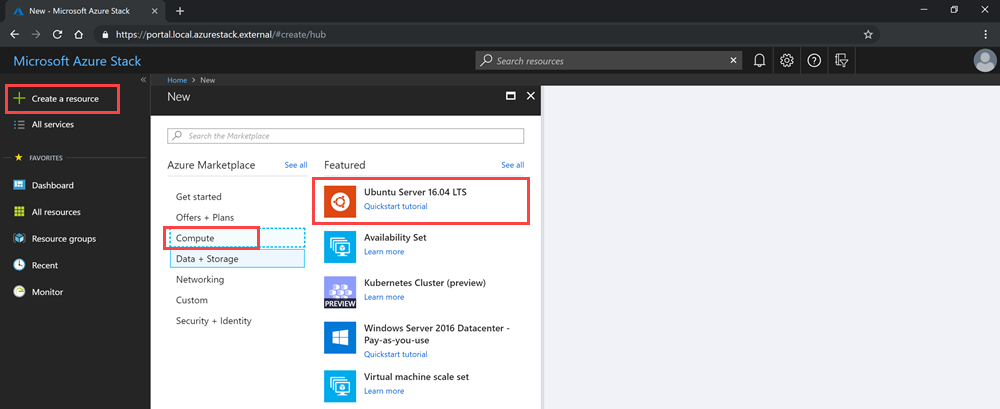 New - Microsoft Azure Stack
https://portal.local.azurestack.external/#create/hub
Microsoft Azure Stack
Search resources
Create a resource
All services
FAVORITES
Dashboard
All resources
Resource groups
Recent
Monitor
Home > New
New
Search the Marketplace
Azure Marketplace See all
Get started
Offers + Plans
Compute
Data + Storage
Networking
Custom
Security + Identity
Featured See all
Ubuntu Server 16.04 LTS
Quickstart tutorial
Availability Set
Learn more
Kubernetes Cluster (preview)
Learn more
PREVIEW
Windows Server 2016 Datacenter -
Pay-as-you-use
Quickstart tutorial
Virtual machine scale set
Learn more